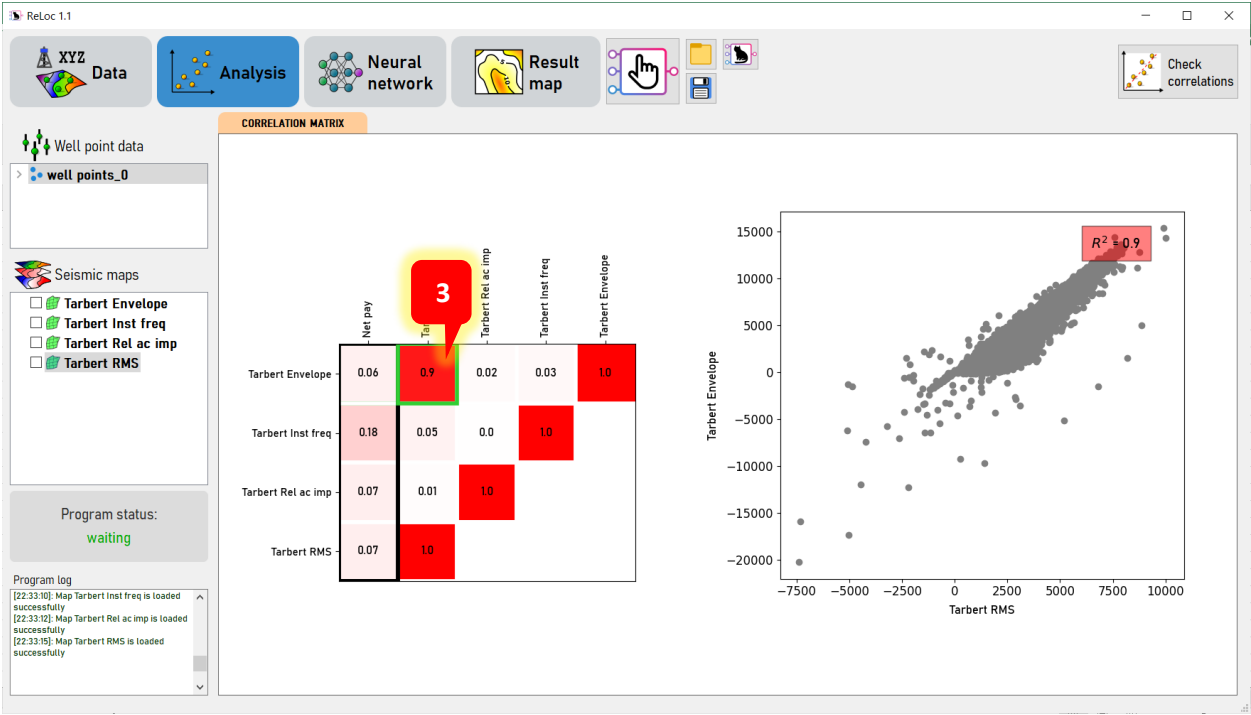 ReLoc 1.1
XYZ
Data
Analysis
Neural
network
Result
map
Check
correlations
Well point data
well points_0
Seismic maps
Tarbert Envelope
Tarbert Inst freq
Tarbert Rel ac imp
Tarbert RMS
Program status:
waiting
Program log
[22:33:10]: Map Tarbert Inst freq is loaded
successfully
[22:33:12]: Map Tarbert Rel ac imp is loaded
successfully
[22:33:15]: Map Tarbert RMS is loaded
successfully
CORRELATION MATRIX
Net pay
Tarbert Rel ac imp
Tarbert Inst freq
Tarbert Envelope
3
Tarbert Envelope 0.06 0.9 0.02 0.03 1.0
Tarbert Inst freq 0.18 0.05 0.0 1.0
Tarbert Rel ac imp 0.07 0.01 1.0
Tarbert RMS 0.07 1.0
R² = 0.9
Tarbert Envelope
15000
10000
5000
0
−5000
−10000
−15000
−20000
−7500 −5000 −2500 0 2500 5000 7500 10000
Tarbert RMS